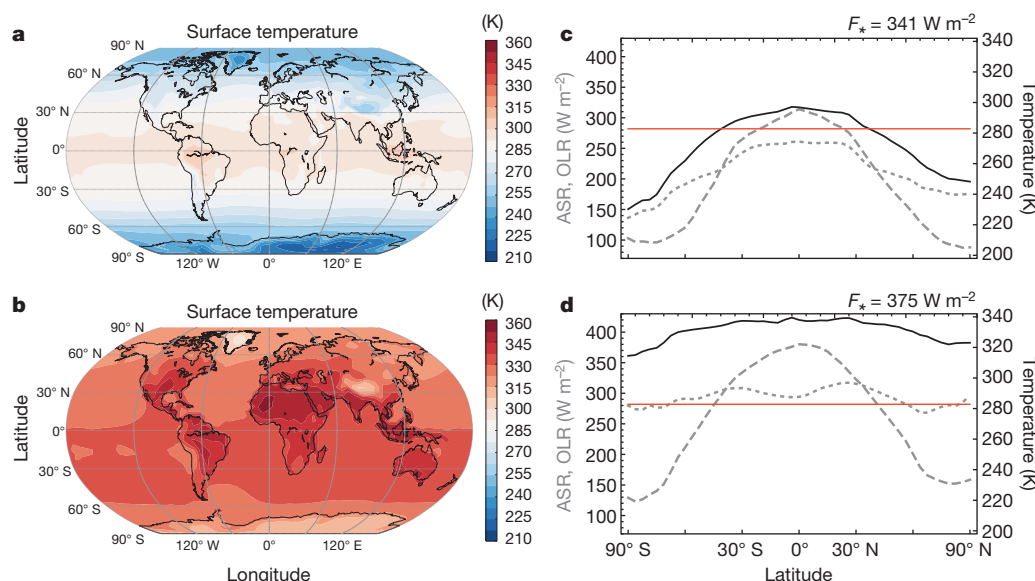 a
Surface temperature
(K)
90° N
60° N
30° N
0°
30° S
60° S
90° S
120° W
0°
120° E
Latitude
360
345
330
315
300
285
270
255
240
225
210
b
Surface temperature
(K)
90° N
60° N
30° N
0°
30° S
60° S
90° S
120° W
0°
120° E
Latitude
Longitude
360
345
330
315
300
285
270
255
240
225
210
c
F* = 341 W m−2
400
350
300
250
200
150
100
ASR, OLR (W m−2)
340
320
300
280
260
240
220
200
Temperature (K)
d
F* = 375 W m−2
400
350
300
250
200
150
100
ASR, OLR (W m−2)
340
320
300
280
260
240
220
200
Temperature (K)
90° S
30° S
0°
30° N
90° N
Latitude